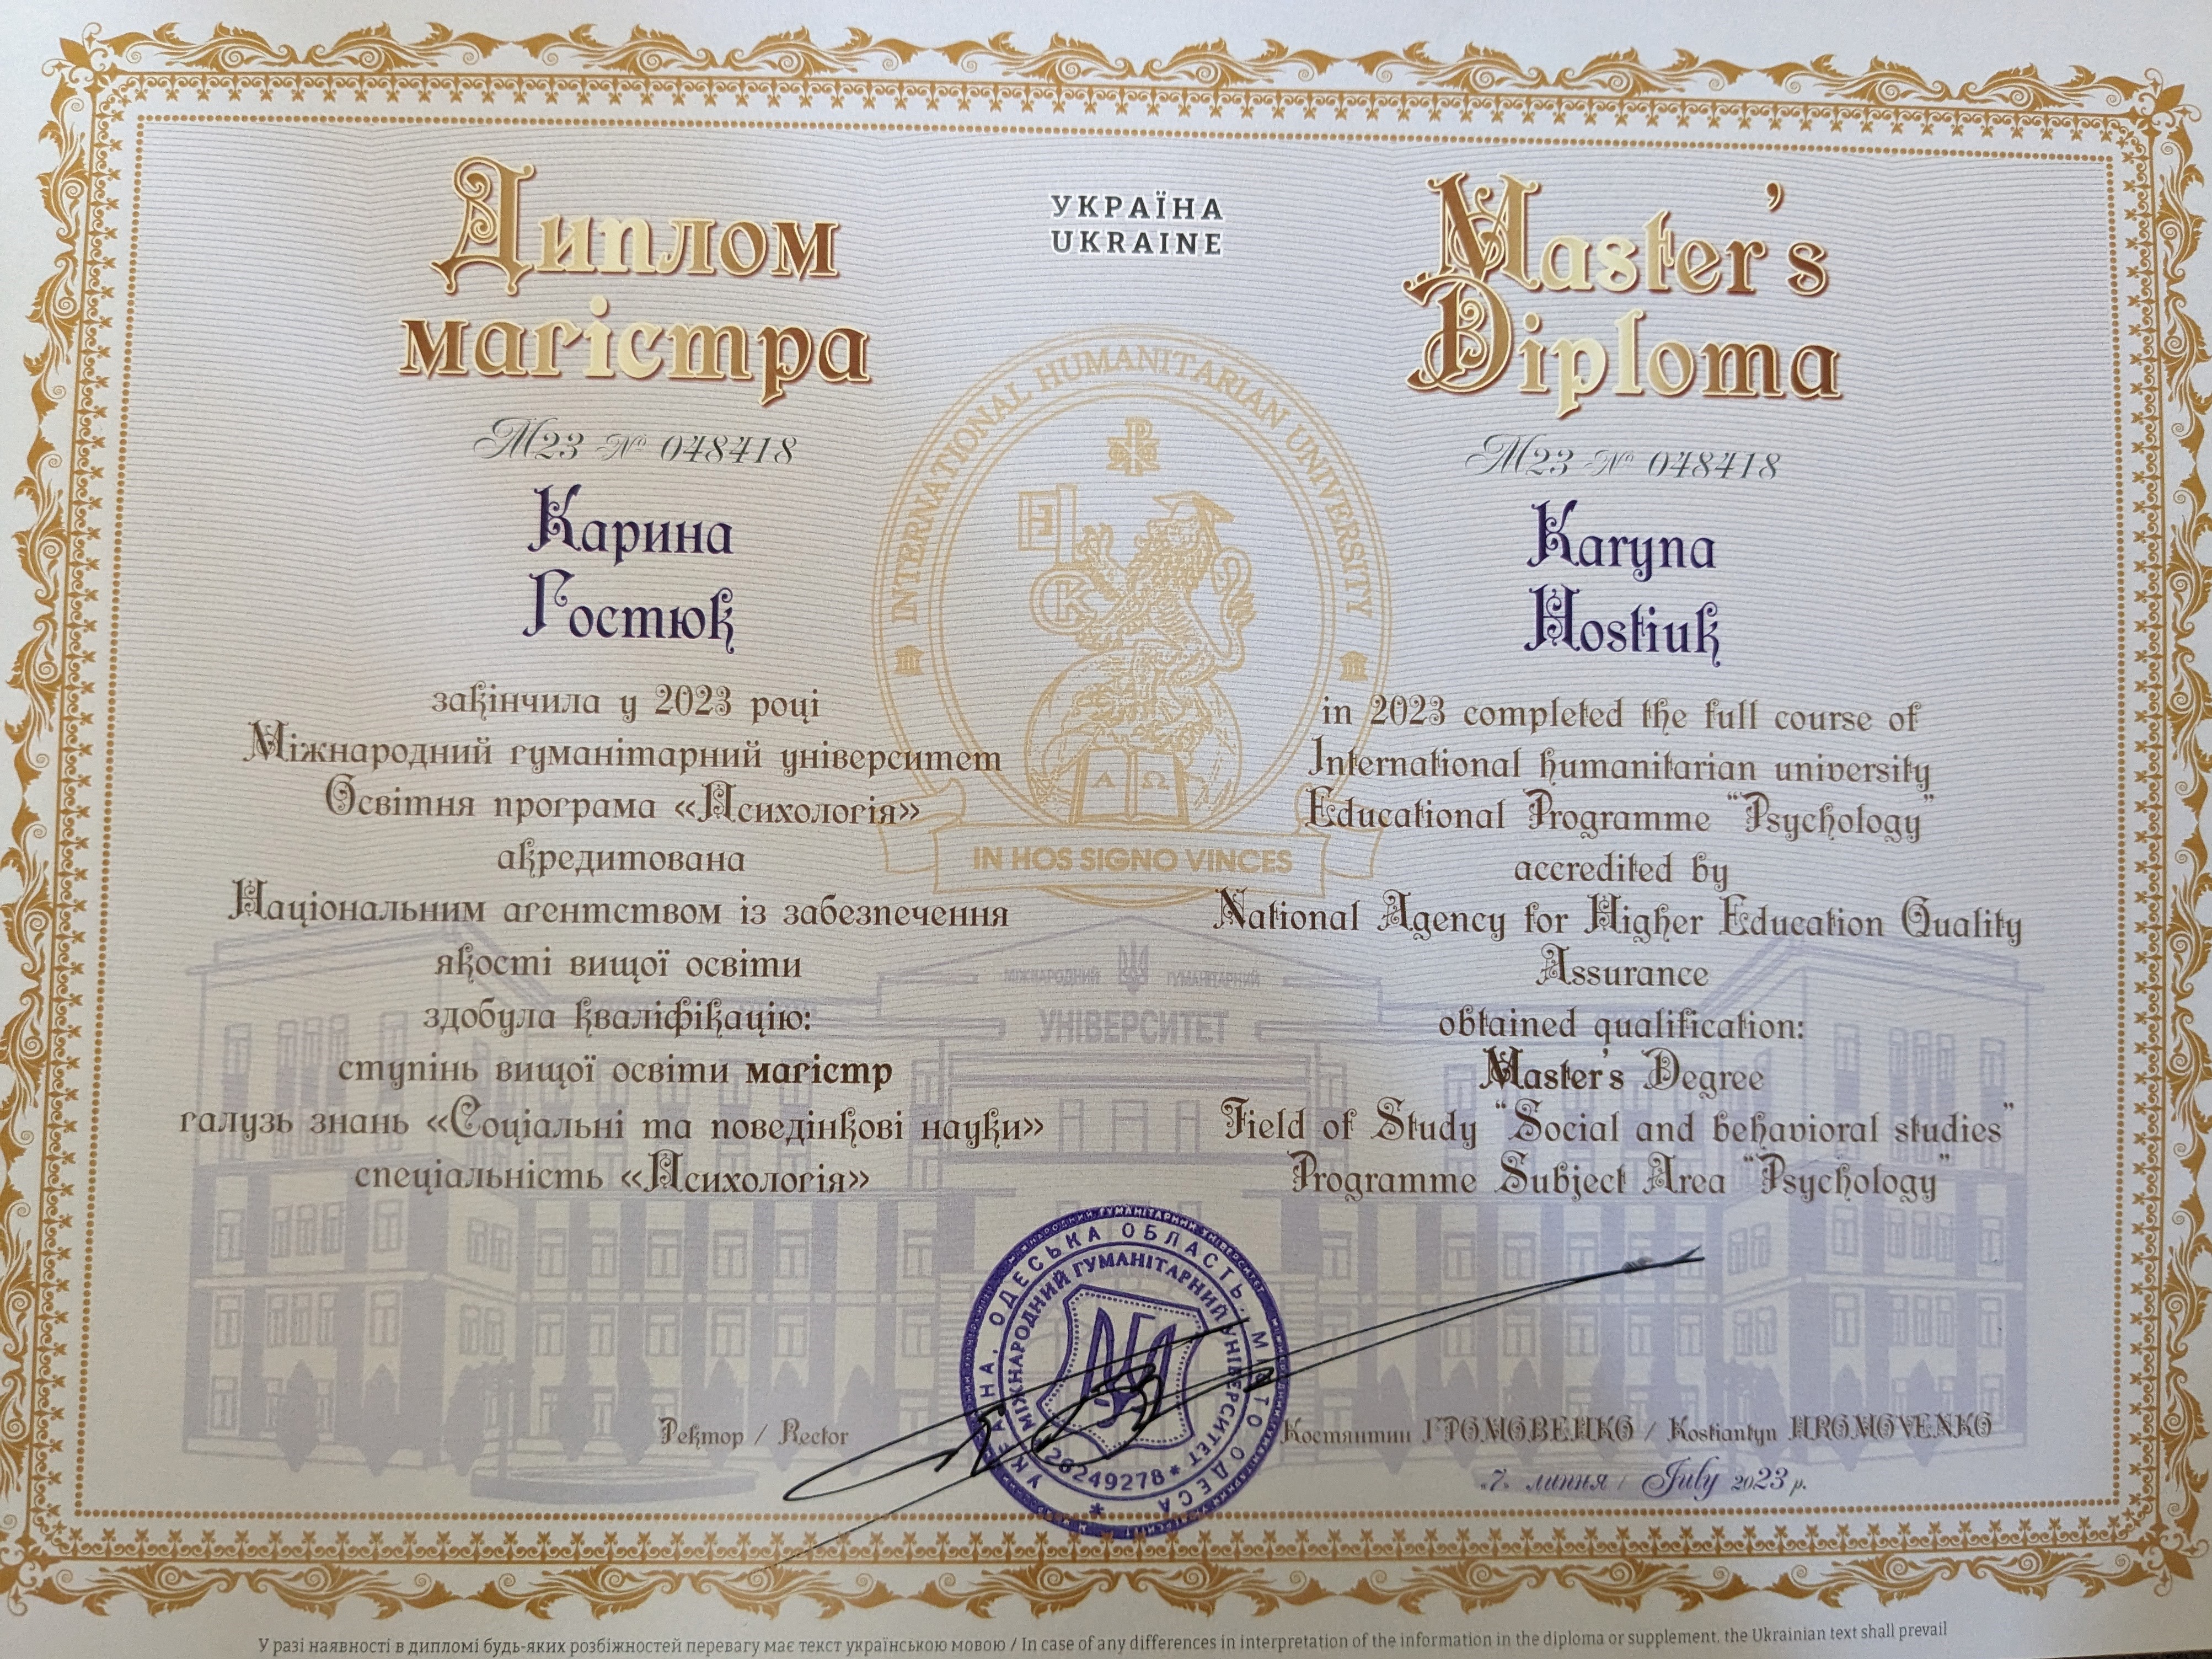 УКРАЇНА
UKRAINE
Диплом
магістра
М23 № 048418
Карина
Гостюк
закінчила у 2023 році
Міжнародний гуманітарний університет
Освітня програма «Психологія»
акредитована
Національним агентством із забезпечення
якості вищої освіти
здобула кваліфікацію:
ступінь вищої освіти магістр
галузь знань «Соціальні та поведінкові науки»
спеціальність «Психологія»
Master's
Diploma
M23 № 048418
Karyna
Hostiuk
in 2023 completed the full course of
International humanitarian university
Educational Programme "Psychology"
accredited by
National Agency for Higher Education Quality
Assurance
obtained qualification:
Master's Degree
Field of Study "Social and behavioral studies"
Programme Subject Area "Psychology"
INTERNATIONAL HUMANITARIAN UNIVERSITY
А Ω
IN HOS SIGNO VINCES
МІЖНАРОДНИЙ ГУМАНІТАРНИЙ
УНІВЕРСИТЕТ
УКРАЇНА, ОДЕСЬКА ОБЛАСТЬ, МІСТО ОДЕСА
МІЖНАРОДНИЙ ГУМАНІТАРНИЙ УНІВЕРСИТЕТ
* 26249278 *
Ректор / Rector
Костянтин ГРОМОВЕНКО / Kostiantyn HROMOVENKO
«7» липня / July 2023 р.
У разі наявності в дипломі будь-яких розбіжностей перевагу має текст українською мовою / In case of any differences in interpretation of the information in the diploma or supplement, the Ukrainian text shall prevail